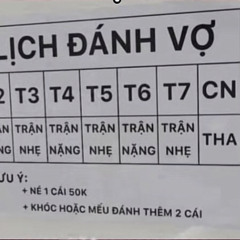 LỊCH ĐÁNH VỢ
2 T3 T4 T5 T6 T7 CN
TRẬN TRẬN TRẬN TRẬN TRẬN THA
NHẸ NẶNG NHẸ NẶNG NHẸ
+ NÉ 1 CÁI 50K
+ KHÓC HOẶC MẾU ĐÁNH THÊM 2 CÁI